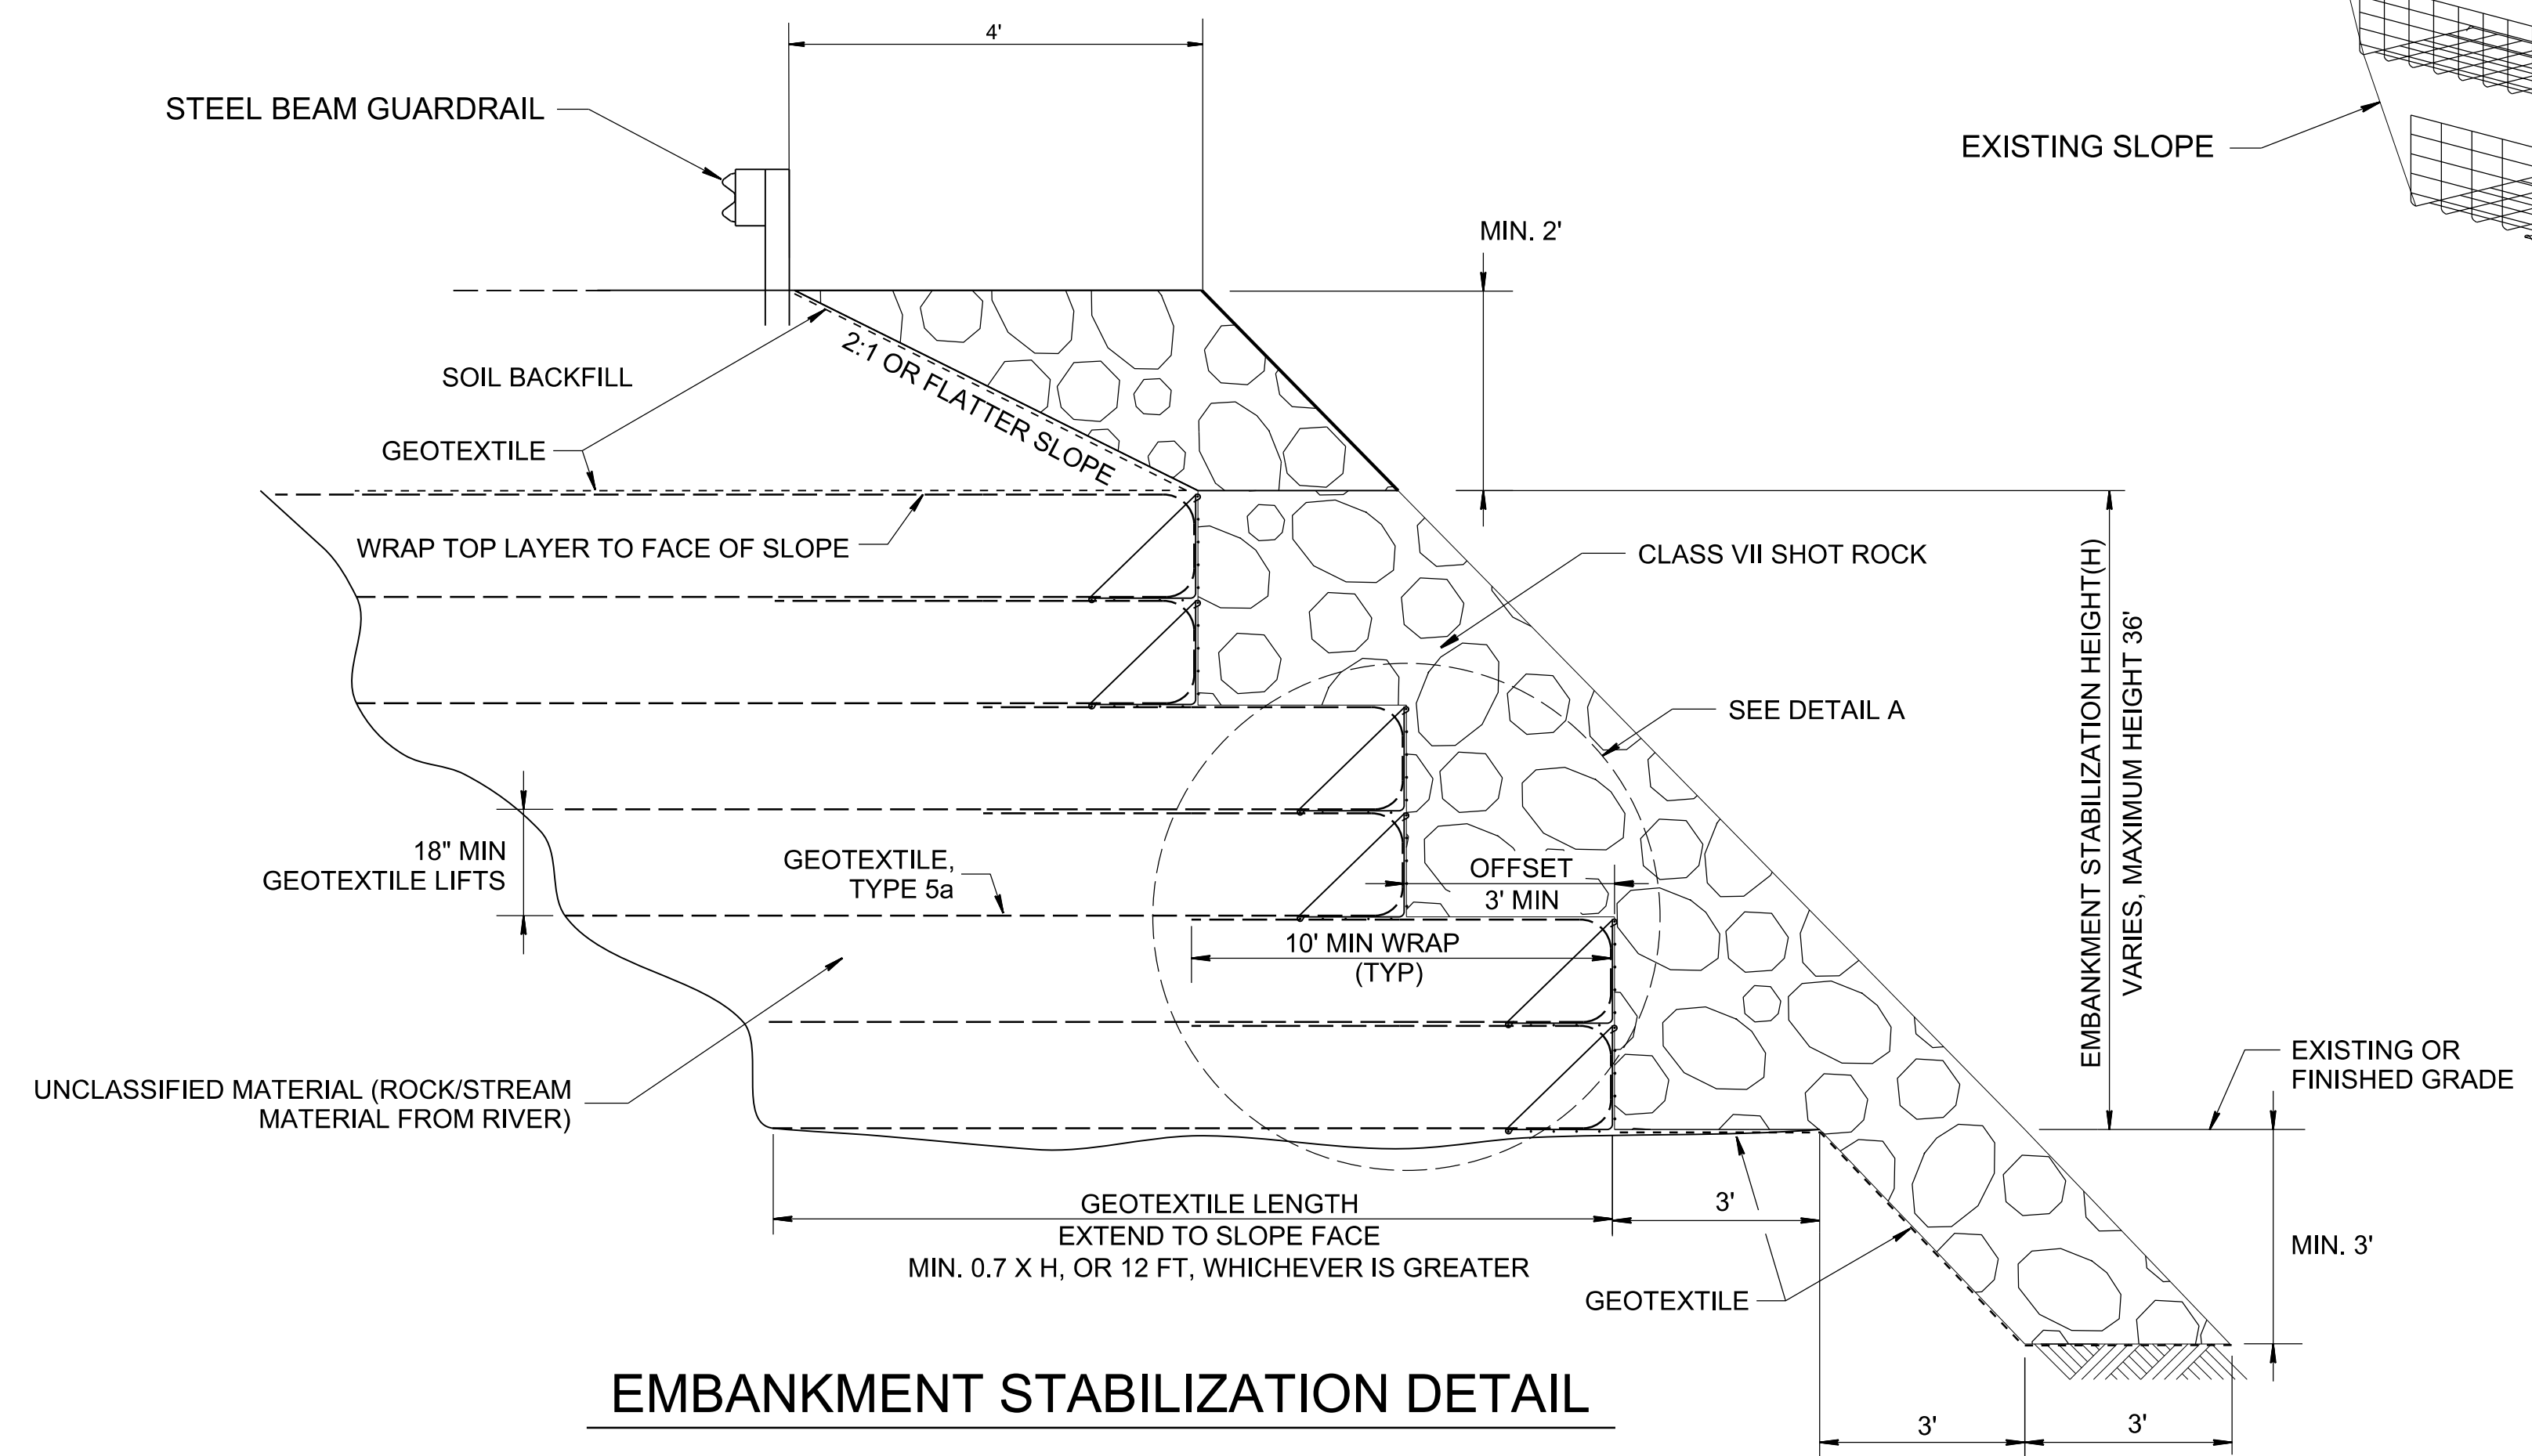 4'
STEEL BEAM GUARDRAIL
EXISTING SLOPE
MIN. 2'
2:1 OR FLATTER SLOPE
SOIL BACKFILL
GEOTEXTILE
WRAP TOP LAYER TO FACE OF SLOPE
CLASS VII SHOT ROCK
EMBANKMENT STABILIZATION HEIGHT(H)
VARIES, MAXIMUM HEIGHT 36'
SEE DETAIL A
18" MIN
GEOTEXTILE LIFTS
GEOTEXTILE,
TYPE 5a
OFFSET
3' MIN
10' MIN WRAP
(TYP)
EXISTING OR
FINISHED GRADE
UNCLASSIFIED MATERIAL (ROCK/STREAM
MATERIAL FROM RIVER)
GEOTEXTILE LENGTH
EXTEND TO SLOPE FACE
MIN. 0.7 X H, OR 12 FT, WHICHEVER IS GREATER
3'
MIN. 3'
GEOTEXTILE
EMBANKMENT STABILIZATION DETAIL
3'
3'